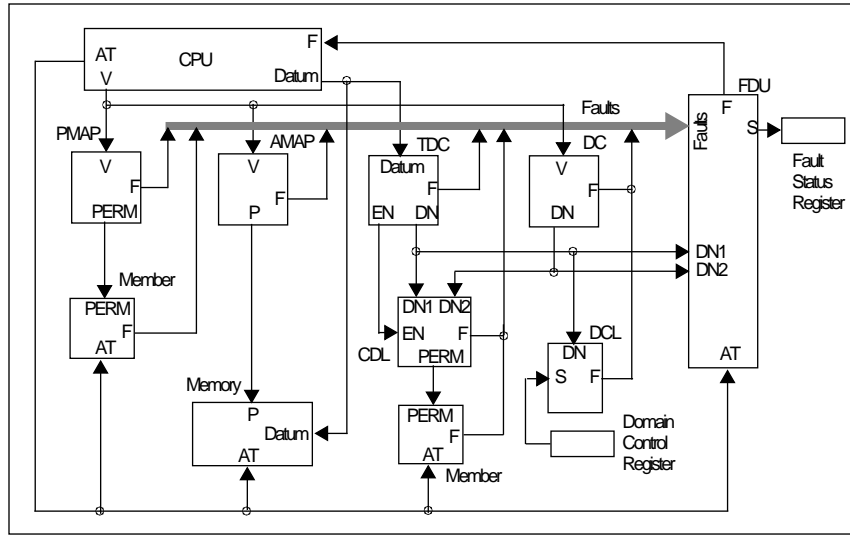 F
AT
CPU
V
Datum
FDU
F
Faults
Faults
S
PMAP
AMAP
TDC
DC
V
F
PERM
V
F
P
Datum
F
EN
DN
V
F
DN
Fault
Status
Register
DN1
DN2
Member
PERM
F
AT
DN1
DN2
EN
F
CDL
PERM
DCL
DN
S
F
AT
Memory
P
Datum
AT
PERM
F
AT
Member
Domain
Control
Register